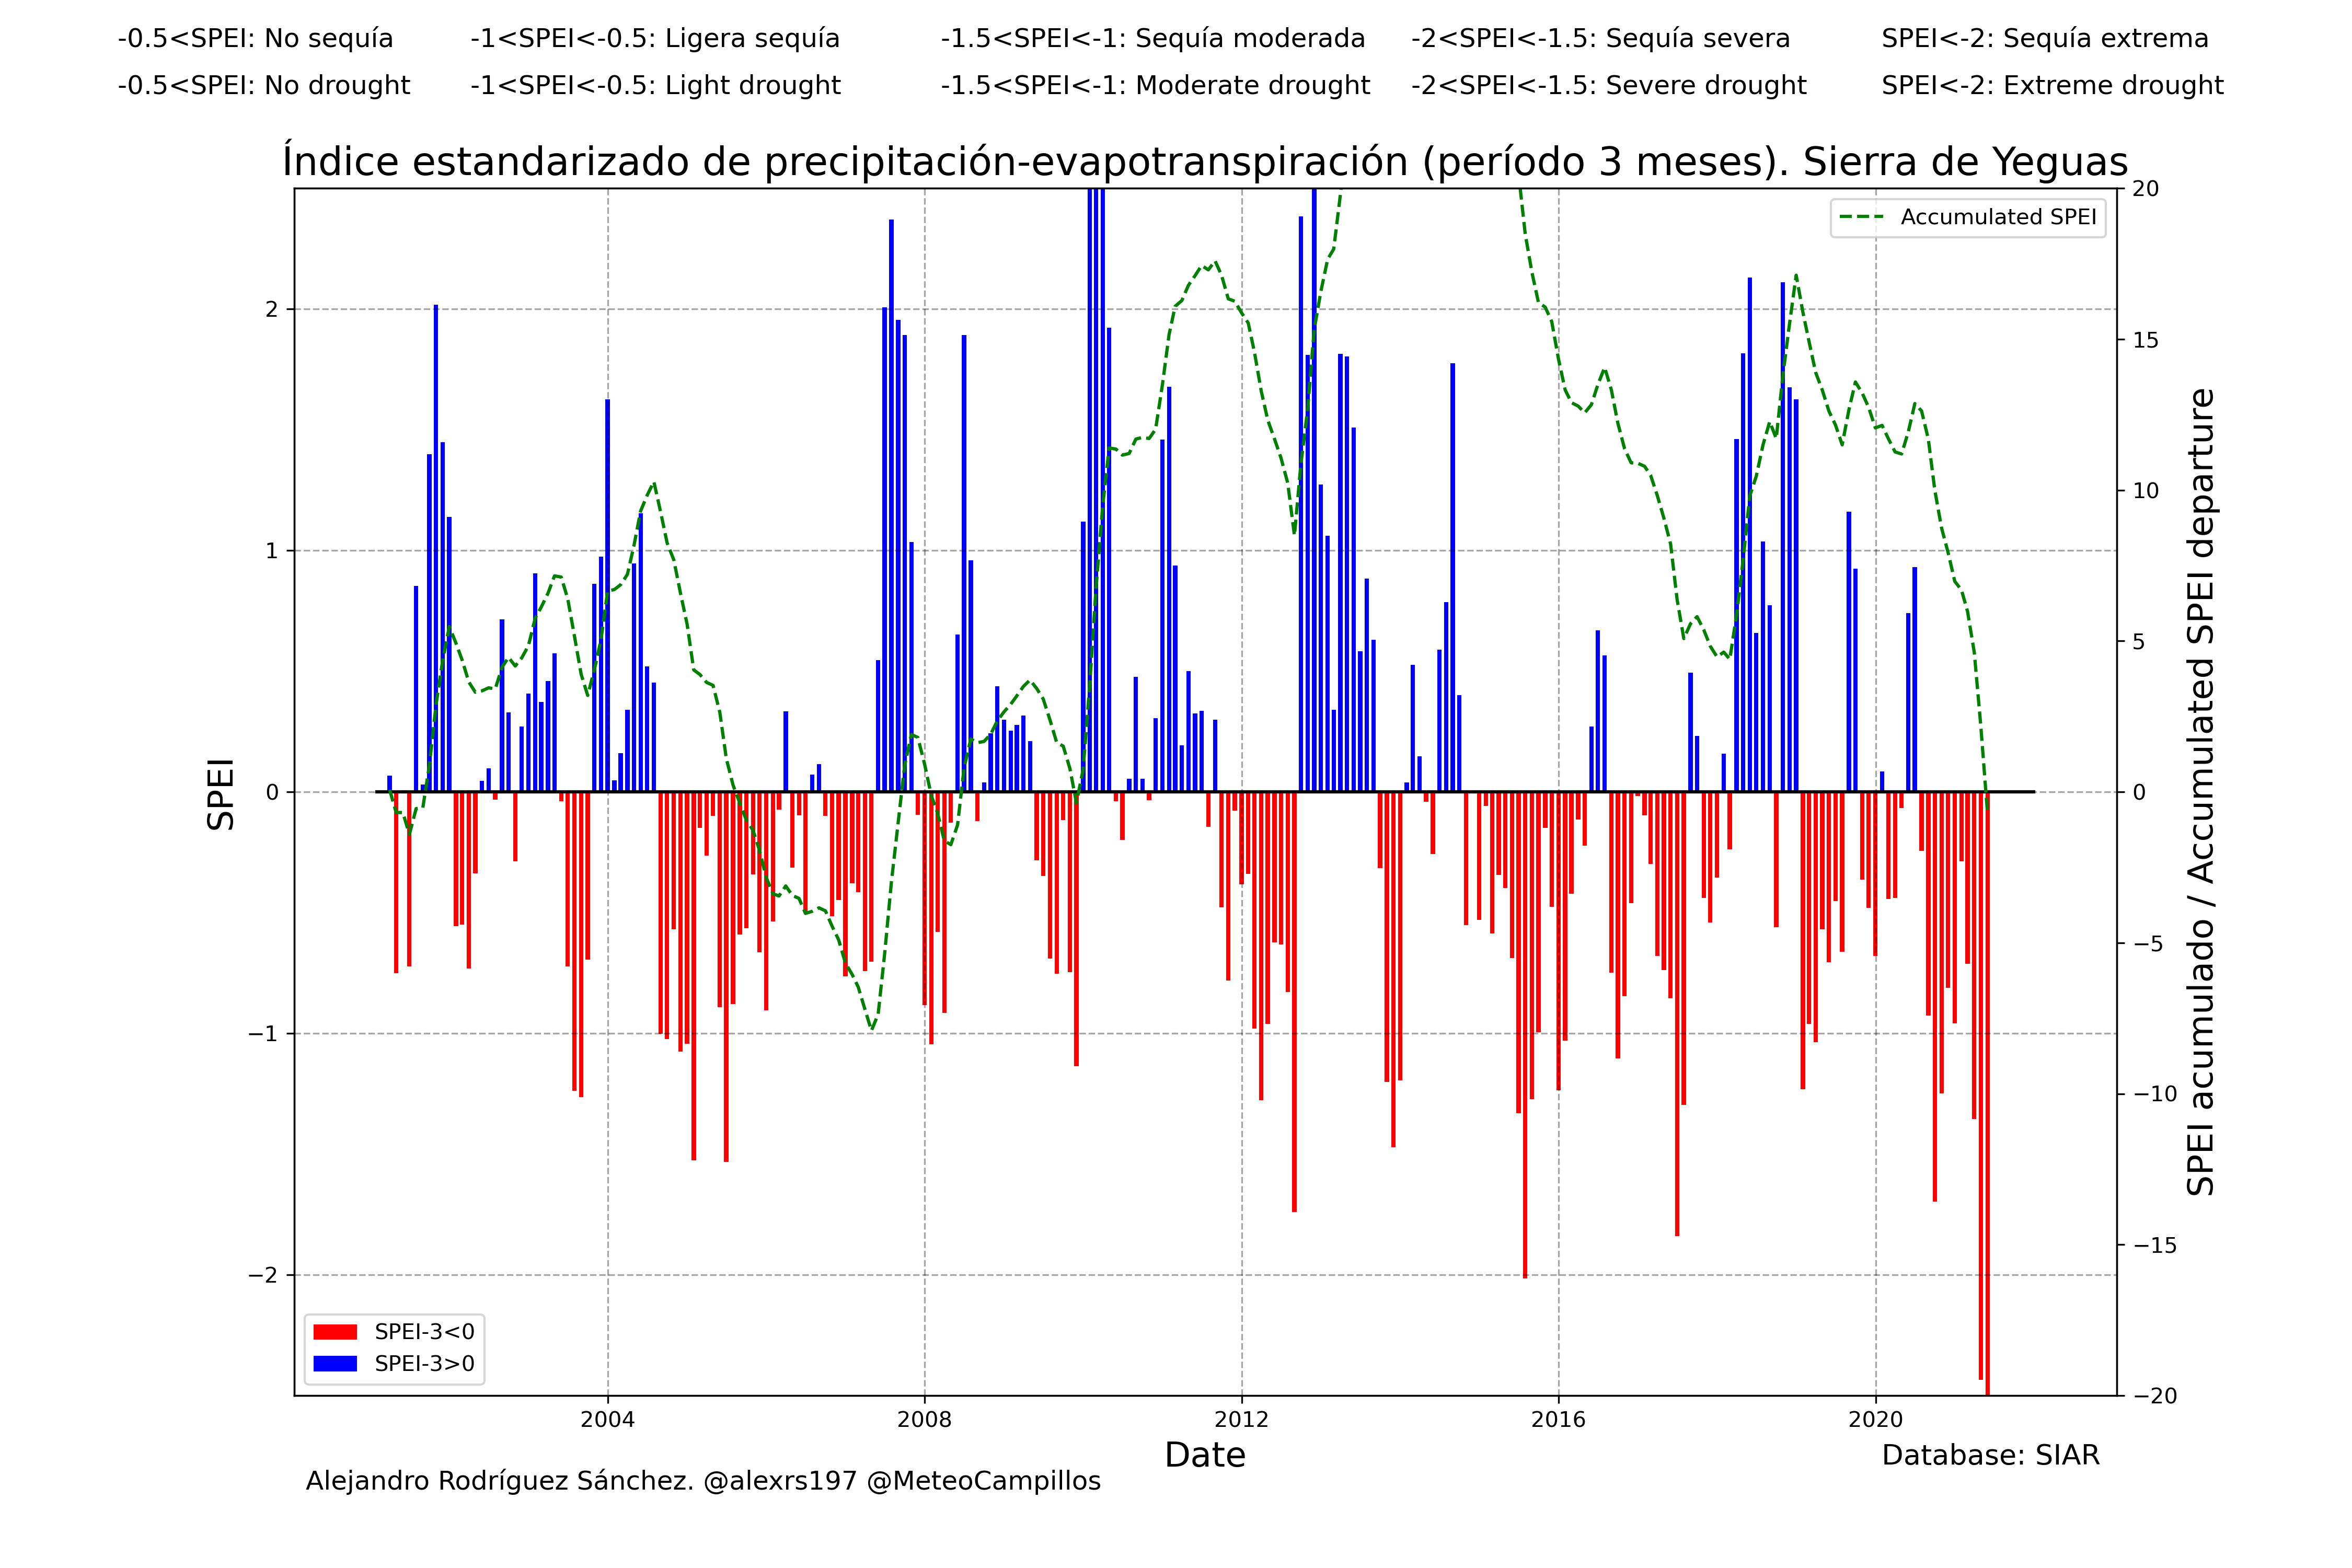 -0.5<SPEI: No sequía
-1<SPEI<-0.5: Ligera sequía
-1.5<SPEI<-1: Sequía moderada
-2<SPEI<-1.5: Sequía severa
SPEI<-2: Sequía extrema
-0.5<SPEI: No drought
-1<SPEI<-0.5: Light drought
-1.5<SPEI<-1: Moderate drought
-2<SPEI<-1.5: Severe drought
SPEI<-2: Extreme drought
Índice estandarizado de precipitación-evapotranspiración (período 3 meses). Sierra de Yeguas
Accumulated SPEI
SPEI
2
1
0
−1
−2
20
15
10
5
0
−5
−10
−15
−20
SPEI acumulado / Accumulated SPEI departure
SPEI-3<0
SPEI-3>0
2004
2008
2012
2016
2020
Date
Database: SIAR
Alejandro Rodríguez Sánchez. @alexrs197 @MeteoCampillos